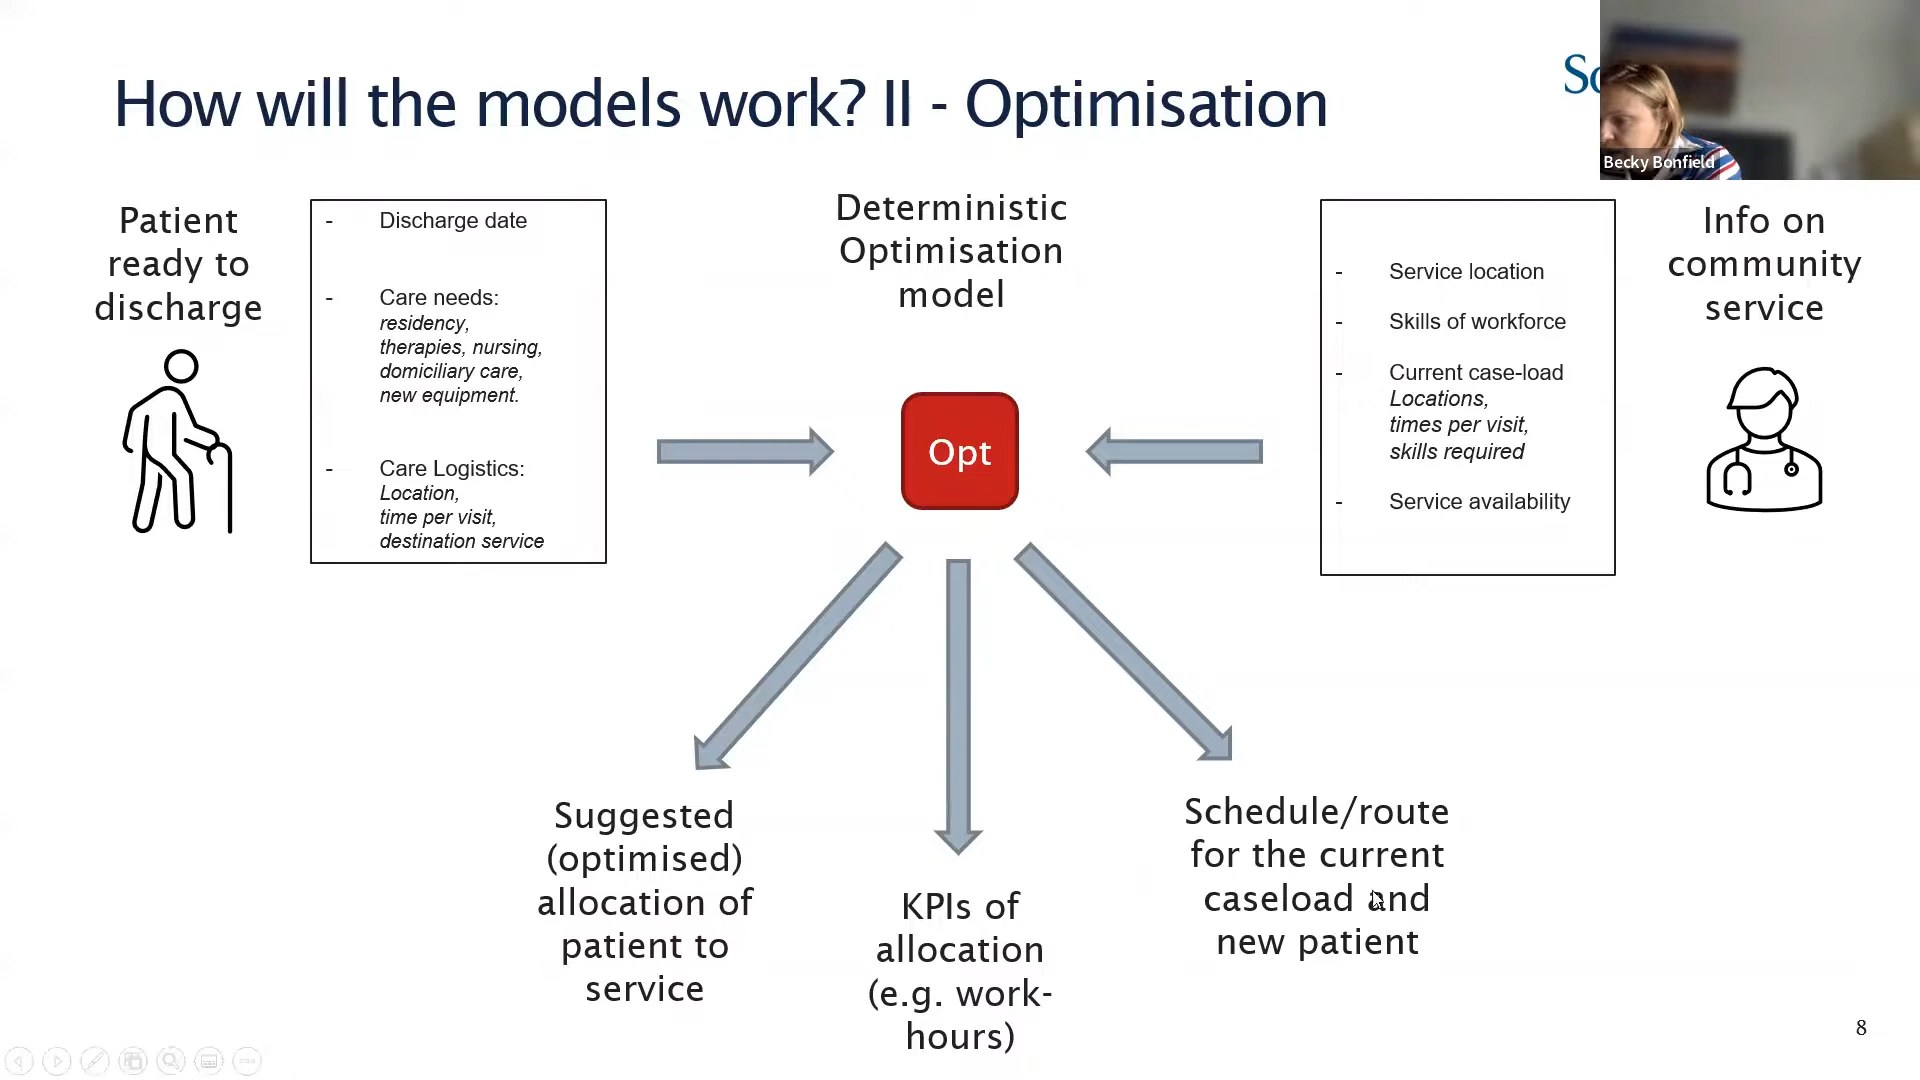 How will the models work? II - Optimisation
Becky Bonfield
Patient
ready to
discharge
- Discharge date
- Care needs:
residency,
therapies, nursing,
domiciliary care,
new equipment.
- Care Logistics:
Location,
time per visit,
destination service
Deterministic
Optimisation
model
Opt
- Service location
- Skills of workforce
- Current case-load
Locations,
times per visit,
skills required
- Service availability
Info on
community
service
Suggested
(optimised)
allocation of
patient to
service
KPIs of
allocation
(e.g. work-
hours)
Schedule/route
for the current
caseload and
new patient
8